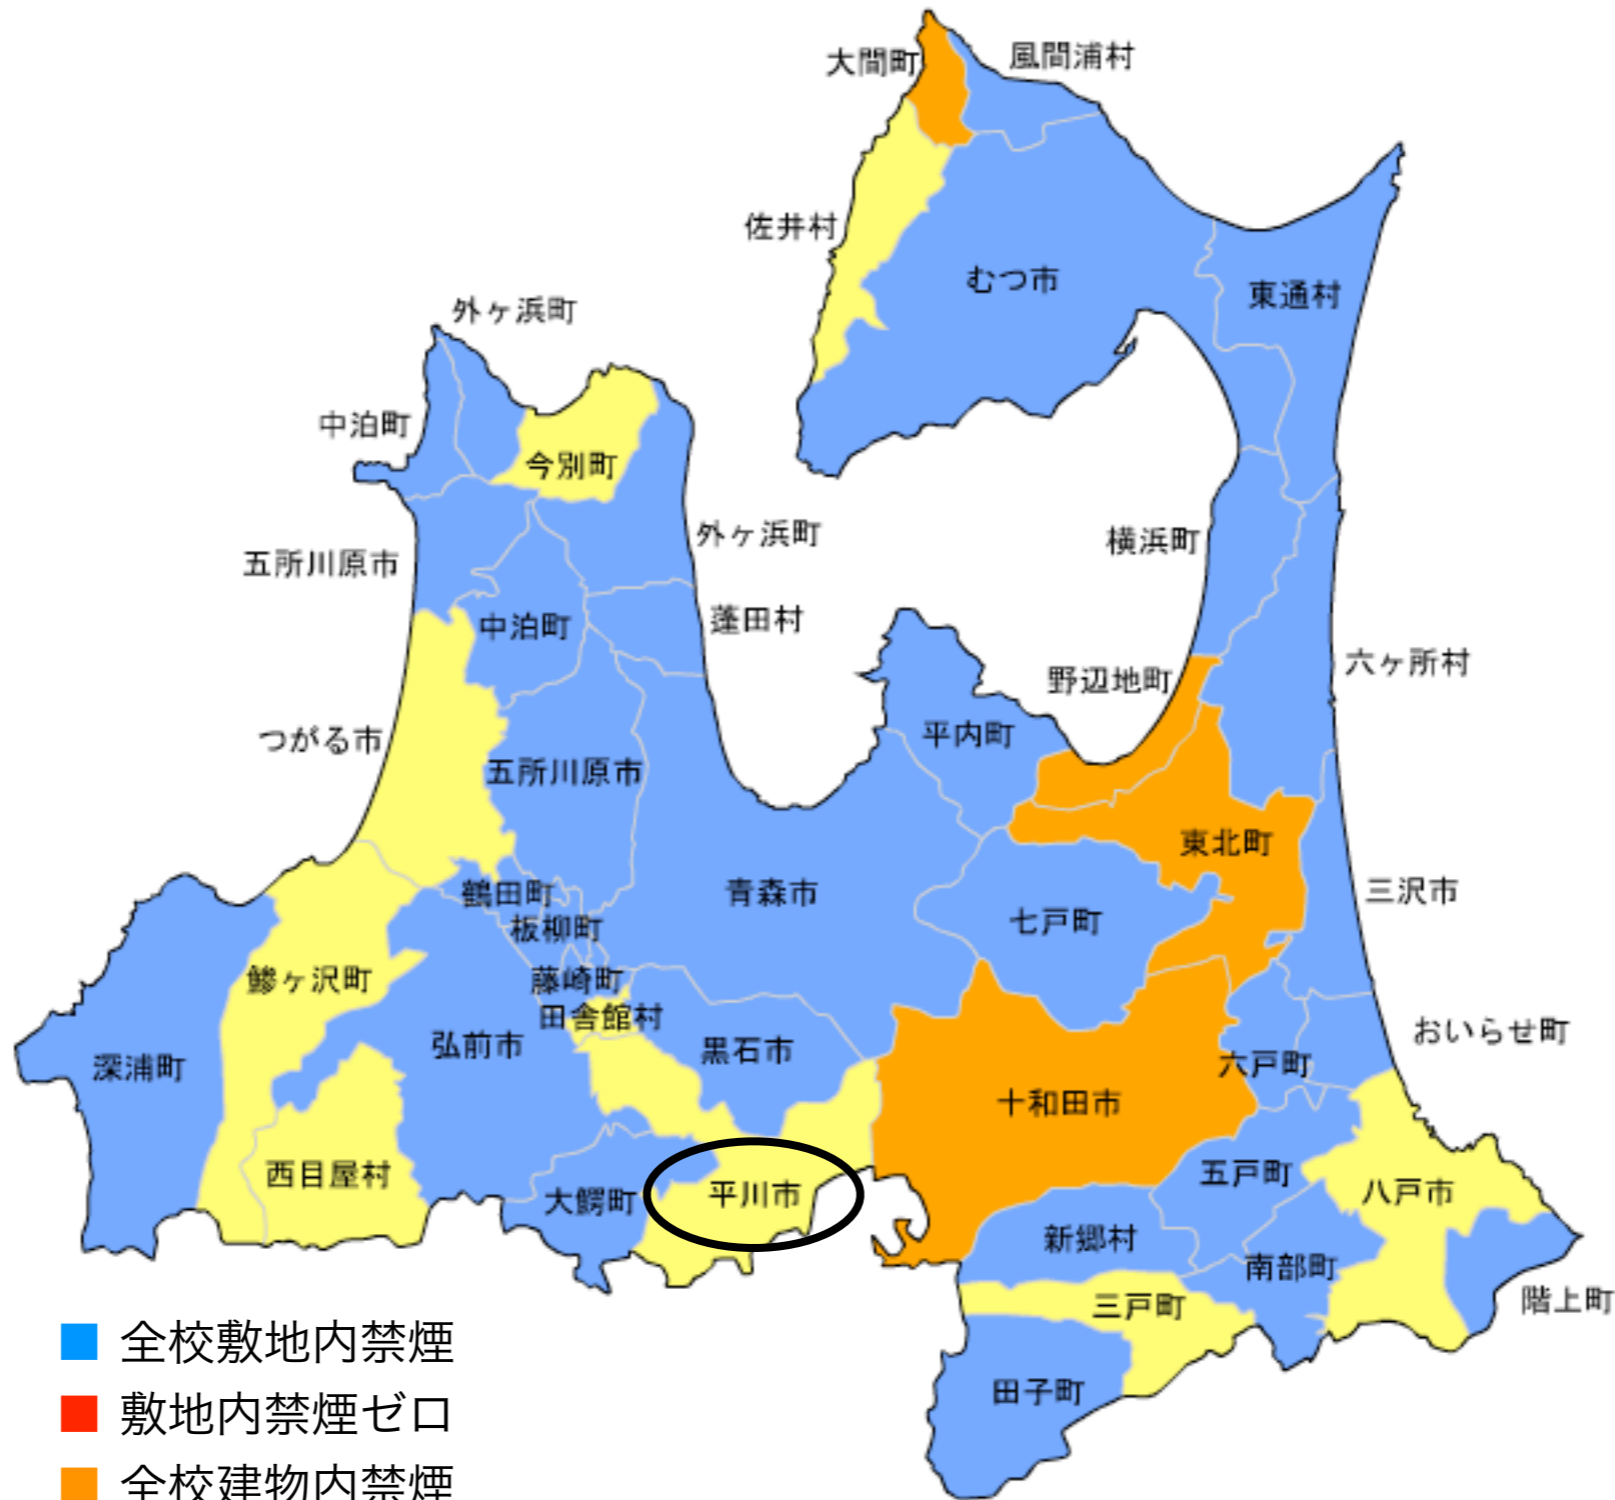 大間町
風間浦村
佐井村
むつ市
東通村
外ヶ浜町
中泊町
今別町
外ヶ浜町
横浜町
五所川原市
蓬田村
中泊町
六ヶ所村
野辺地町
つがる市
平内町
五所川原市
東北町
鶴田町
青森市
三沢市
板柳町
七戸町
鰺ヶ沢町
藤崎町
田舎館村
おいらせ町
弘前市
黒石市
深浦町
六戸町
十和田市
西目屋村
五戸町
八戸市
大鰐町
平川市
新郷村
南部町
階上町
三戸町
田子町
全校敷地内禁煙
敷地内禁煙ゼロ
全校建物内禁煙